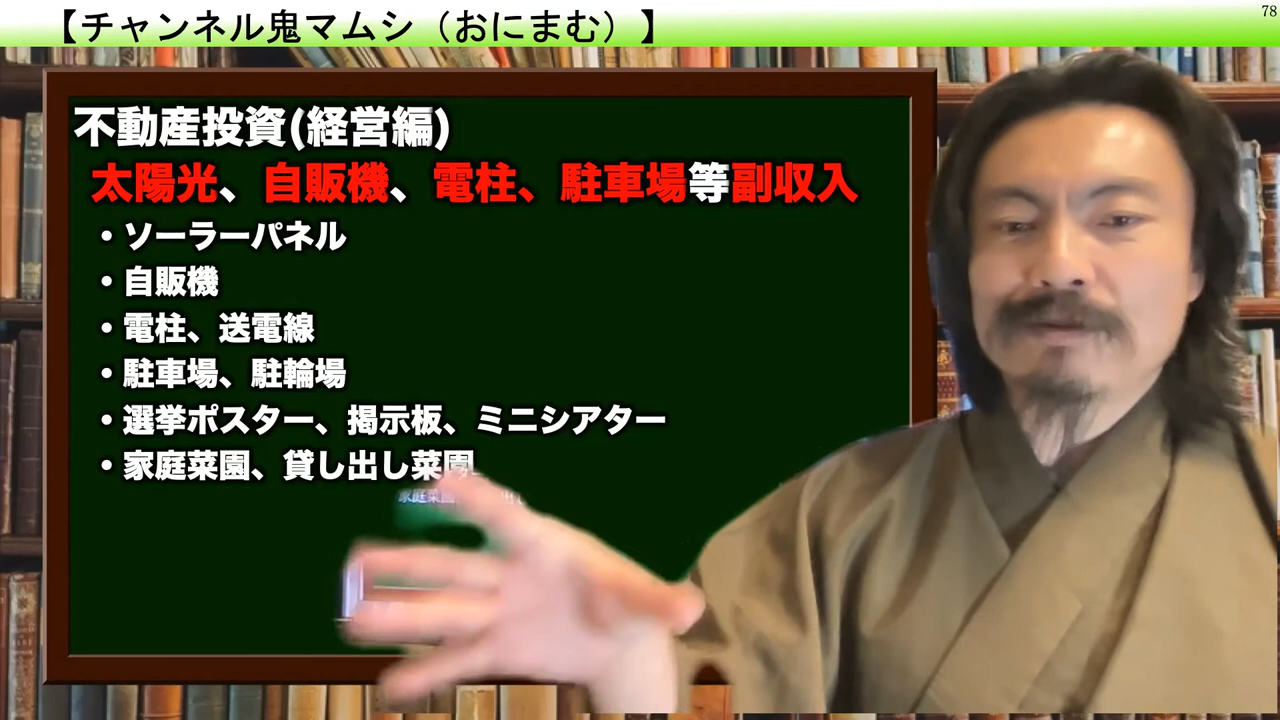 【チャンネル鬼マムシ（おにまむ）】
78
不動産投資(経営編)
太陽光、自販機、電柱、駐車場等副収入
・ソーラーパネル
・自販機
・電柱、送電線
・駐車場、駐輪場
・選挙ポスター、掲示板、ミニシアター
・家庭菜園、貸し出し菜園
家庭菜園